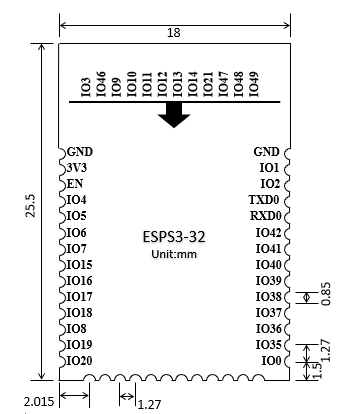 18
IO3 IO46 IO9 IO10 IO11 IO12 IO13 IO14 IO21 IO47 IO48 IO49
GND GND
3V3 IO1
EN IO2
IO4 TXD0
IO5 RXD0
IO6 IO42
IO7 IO41
IO15 IO40
IO16 IO39
IO17 IO38
IO18 IO37
IO8 IO36
IO19 IO35
IO20 IO0
ESPS3-32
Unit:mm
25.5
0.85
1.27
1.5
2.015
1.27